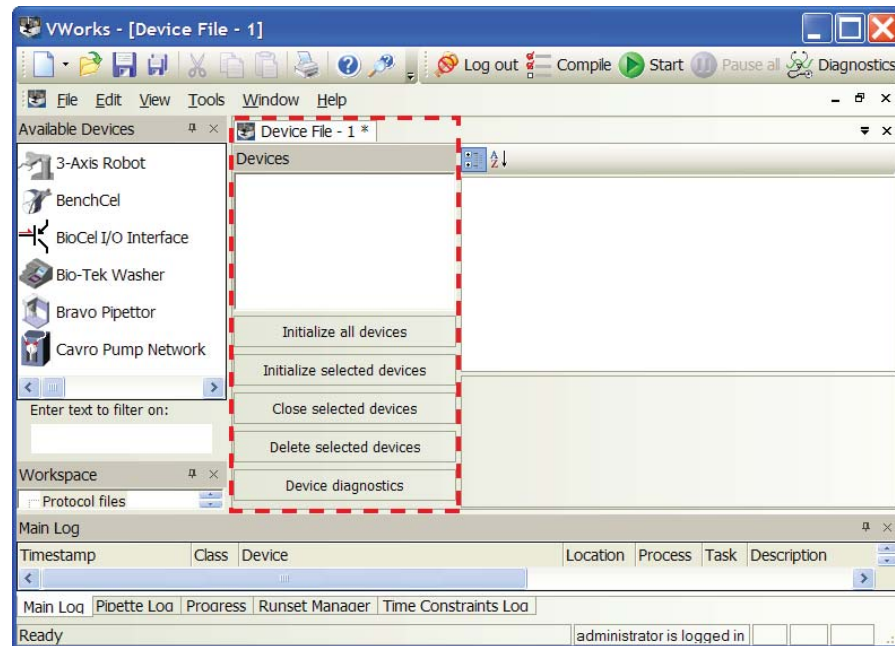 VWorks - [Device File - 1]
Log out Compile Start Pause all Diagnostics
File Edit View Tools Window Help
Available Devices
Device File - 1 *
3-Axis Robot
BenchCel
BioCel I/O Interface
Bio-Tek Washer
Bravo Pipettor
Cavro Pump Network
Enter text to filter on:
Workspace
Protocol files
Devices
Initialize all devices
Initialize selected devices
Close selected devices
Delete selected devices
Device diagnostics
Main Log
Timestamp Class Device Location Process Task Description
Main Log Pipette Log Progress Runset Manager Time Constraints Log
Ready administrator is logged in